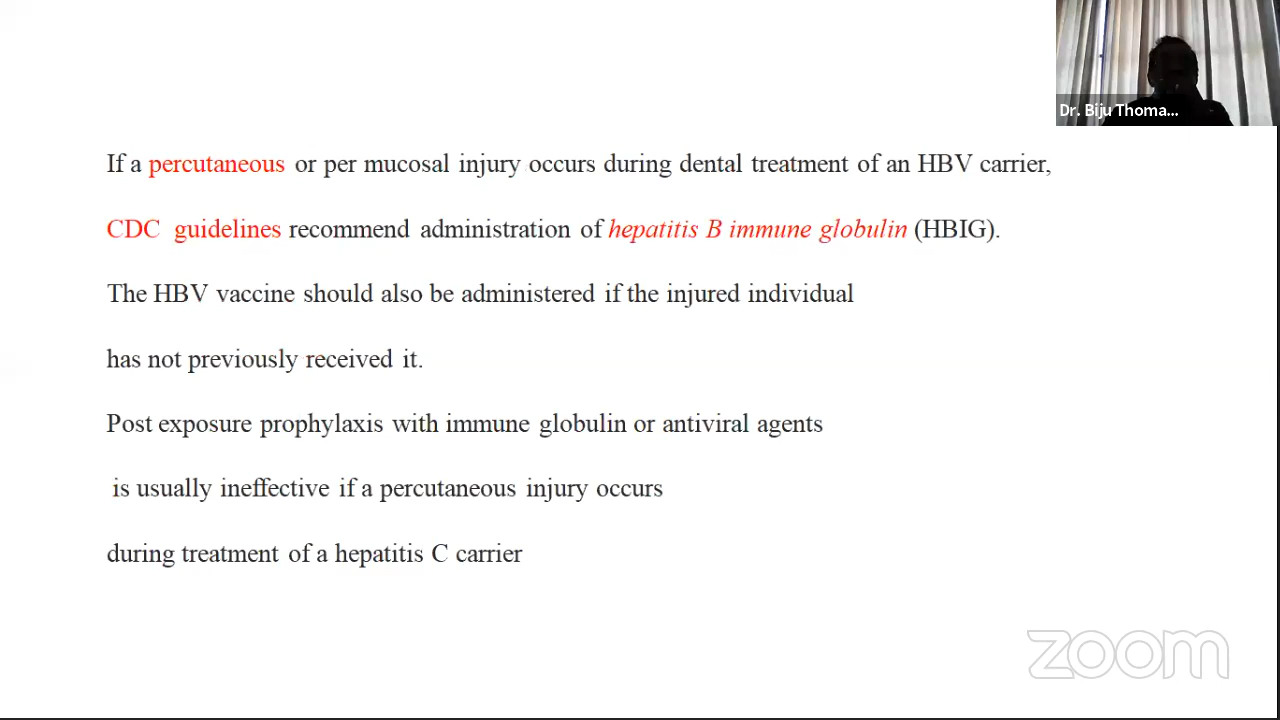 Dr. Biju Thoma...
If a percutaneous or per mucosal injury occurs during dental treatment of an HBV carrier,
CDC guidelines recommend administration of hepatitis B immune globulin (HBIG).
The HBV vaccine should also be administered if the injured individual
has not previously received it.
Post exposure prophylaxis with immune globulin or antiviral agents
is usually ineffective if a percutaneous injury occurs
during treatment of a hepatitis C carrier
zoom